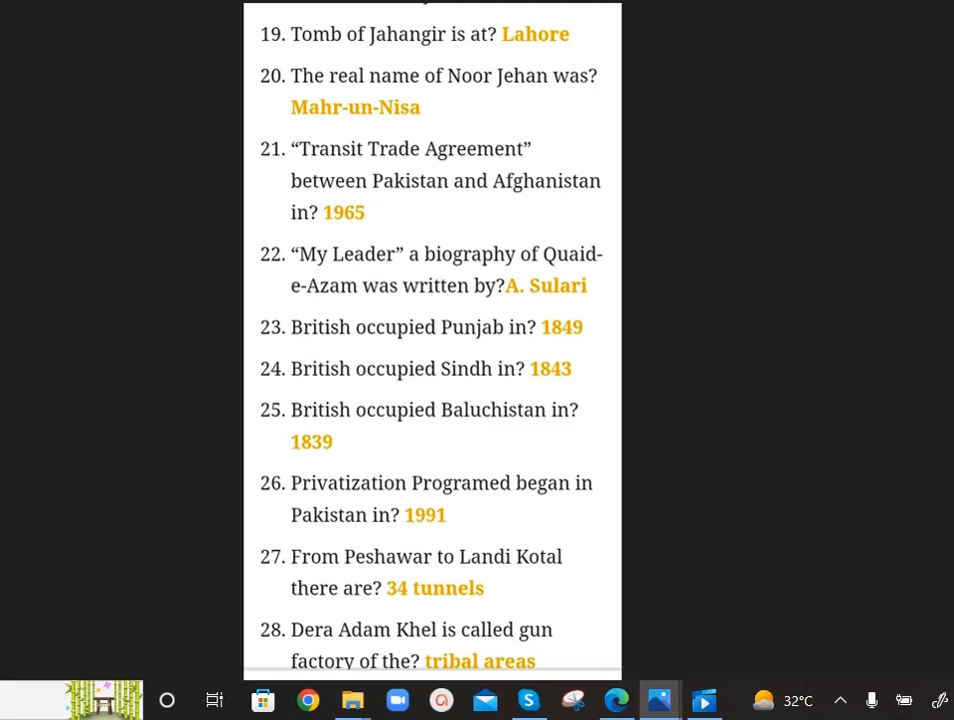 19. Tomb of Jahangir is at? Lahore
20. The real name of Noor Jehan was?
Mahr-un-Nisa
21. “Transit Trade Agreement”
between Pakistan and Afghanistan
in? 1965
22. “My Leader” a biography of Quaid-
e-Azam was written by?A. Sulari
23. British occupied Punjab in? 1849
24. British occupied Sindh in? 1843
25. British occupied Baluchistan in?
1839
26. Privatization Programed began in
Pakistan in? 1991
27. From Peshawar to Landi Kotal
there are? 34 tunnels
28. Dera Adam Khel is called gun
factory of the? tribal areas
32°C